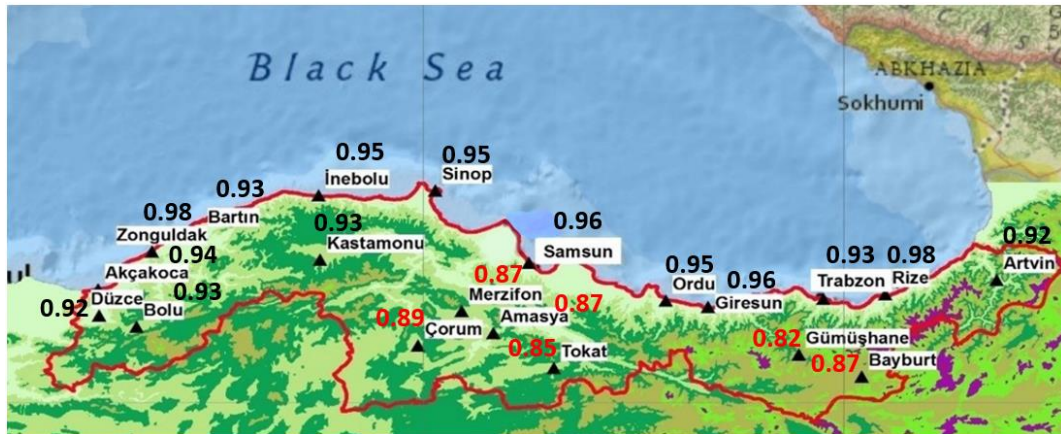 Black Sea
ABKHAZIA
Sokhumi
0.95
İnebolu
0.95
Sinop
0.93
Bartın
0.98
Zonguldak
0.94
Akçakoca
0.93
Kastamonu
0.96
Samsun
0.92
Düzce
0.93
Bolu
0.87
Merzifon
0.87
Amasya
0.89
Çorum
0.85
Tokat
0.95
Ordu
0.96
Giresun
0.93
Trabzon
0.98
Rize
0.92
Artvin
0.82
Gümüşhane
0.87
Bayburt